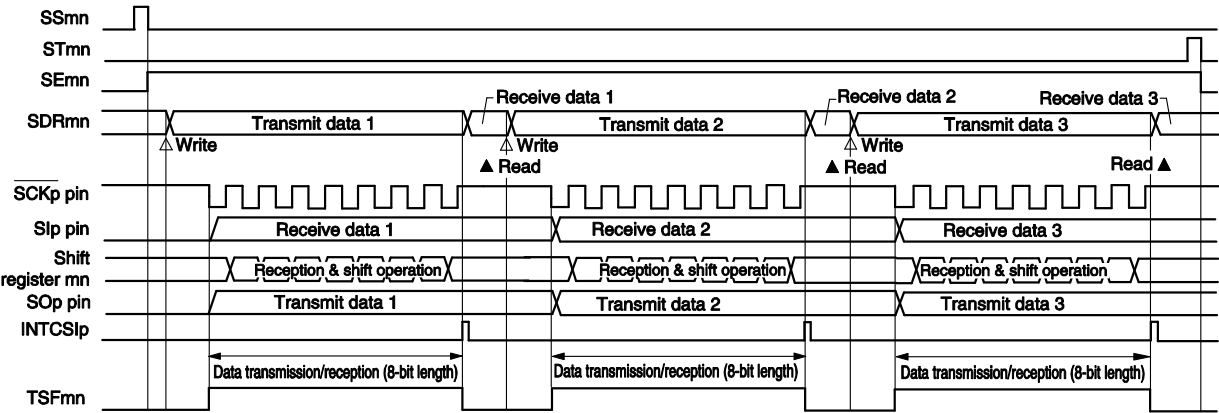 SSmn
STmn
SEmn
Receive data 1 Receive data 2 Receive data 3
SDRmn Transmit data 1 Transmit data 2 Transmit data 3
Write Write Write
Read Read Read
SCKp pin
SIp pin Receive data 1 Receive data 2 Receive data 3
Shift
register mn Reception & shift operation Reception & shift operation Reception & shift operation
SOp pin Transmit data 1 Transmit data 2 Transmit data 3
INTCSIp
Data transmission/reception (8-bit length) Data transmission/reception (8-bit length) Data transmission/reception (8-bit length)
TSFmn